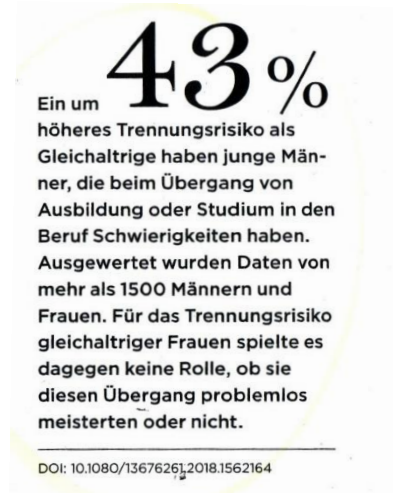 Ein um 43%
höheres Trennungsrisiko als
Gleichaltrige haben junge Män-
ner, die beim Übergang von
Ausbildung oder Studium in den
Beruf Schwierigkeiten haben.
Ausgewertet wurden Daten von
mehr als 1500 Männern und
Frauen. Für das Trennungsrisiko
gleichaltriger Frauen spielte es
dagegen keine Rolle, ob sie
diesen Übergang problemlos
meisterten oder nicht.
DOI: 10.1080/13676261.2018.1562164